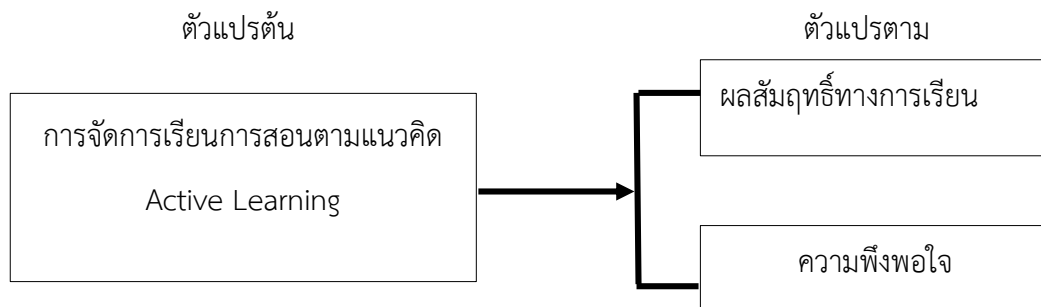 ตัวแปรต้น
ตัวแปรตาม
การจัดการเรียนการสอนตามแนวคิด
Active Learning
ผลสัมฤทธิ์ทางการเรียน
ความพึงพอใจ